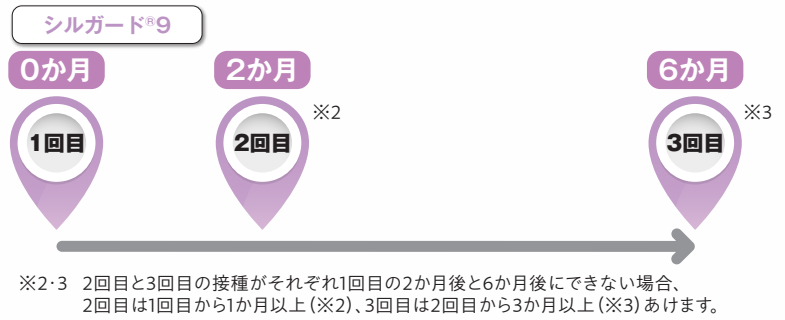 シルガード®9
0か月 2か月 6か月
1回目 2回目 ※2 3回目 ※3
※2･3 2回目と3回目の接種がそれぞれ1回目の2か月後と6か月後にできない場合、
2回目は1回目から1か月以上(※2)、3回目は2回目から3か月以上(※3)あけます。